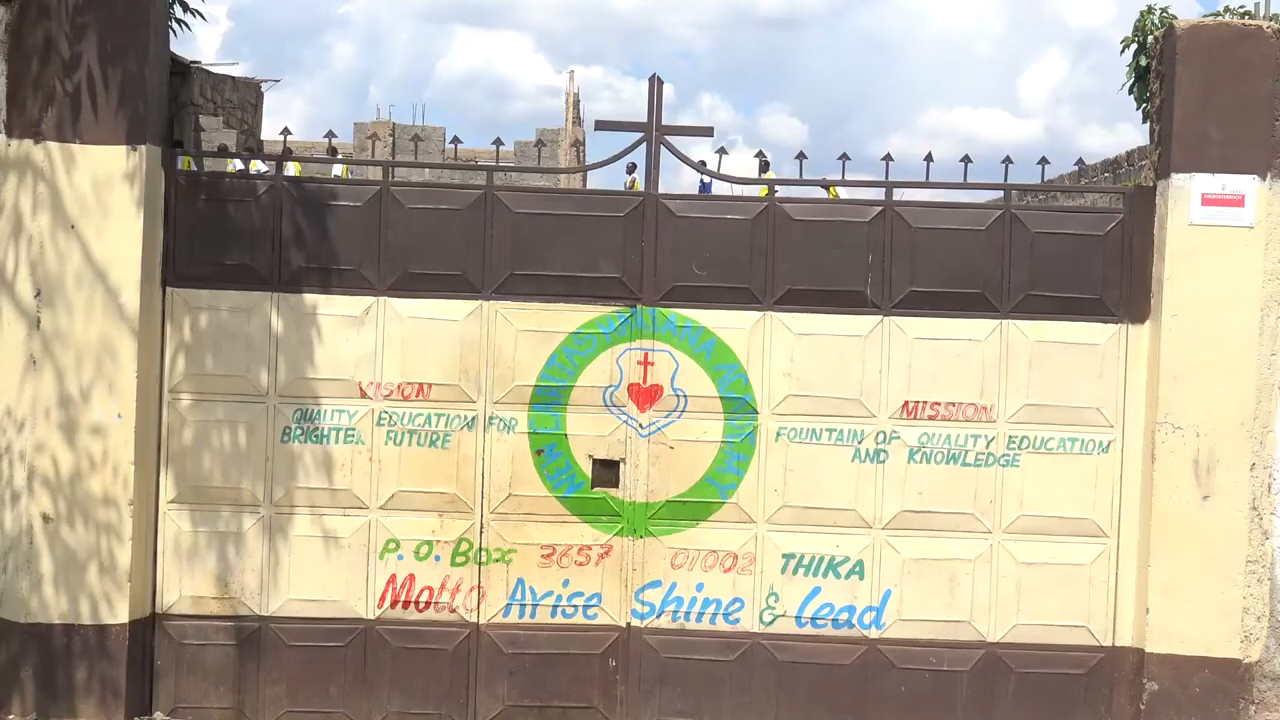 NEW CARITAS ACADEMY
VISION
QUALITY EDUCATION FOR
BRIGHTER FUTURE
MISSION
FOUNTAIN OF QUALITY EDUCATION
AND KNOWLEDGE
P.O. Box 3657 01002 THIKA
Motto Arise Shine & lead